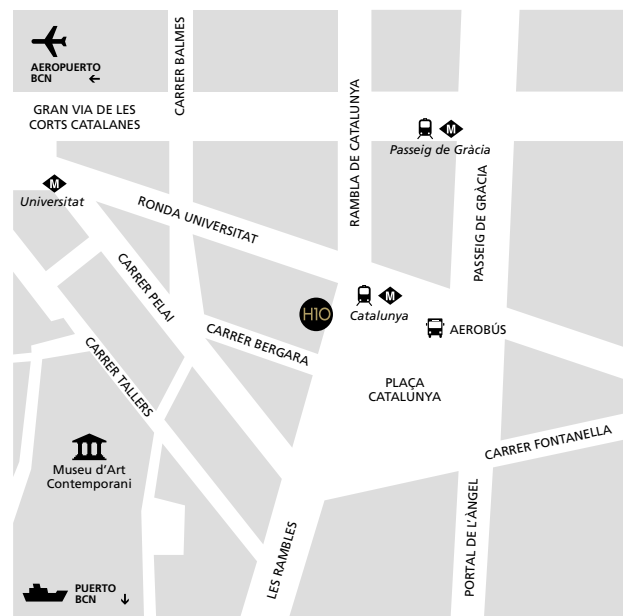 AEROPUERTO
BCN ←
CARRER BALMES
GRAN VIA DE LES
CORTS CATALANES
RAMBLA DE CATALUNYA
M
Passeig de Gràcia
PASSEIG DE GRÀCIA
M
Universitat
RONDA UNIVERSITAT
CARRER PELAI
H10
M
Catalunya
AEROBÚS
CARRER BERGARA
CARRER TALLERS
PLAÇA
CATALUNYA
CARRER FONTANELLA
Museu d'Art
Contemporani
LES RAMBLES
PORTAL DE L'ÀNGEL
PUERTO
BCN ↓